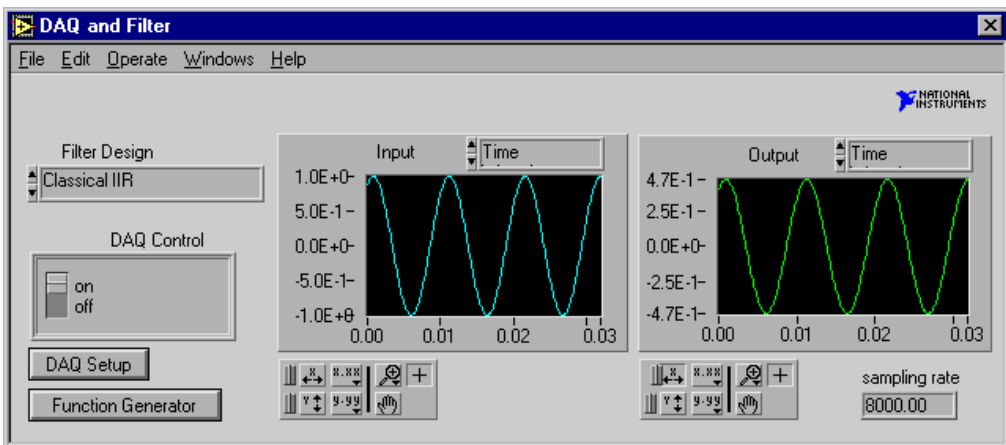 DAQ and Filter
File Edit Operate Windows Help
NATIONAL
INSTRUMENTS
Filter Design
Classical IIR
DAQ Control
on
off
DAQ Setup
Function Generator
Input
Time
1.0E+0-
5.0E-1-
0.0E+0-
-5.0E-1-
-1.0E+0
0.00 0.01 0.02 0.03
Output
Time
4.7E-1-
2.5E-1-
0.0E+0-
-2.5E-1-
-4.7E-1-
0.00 0.01 0.02 0.03
X X.XX
Y Y.YY
X X.XX
Y Y.YY
sampling rate
8000.00